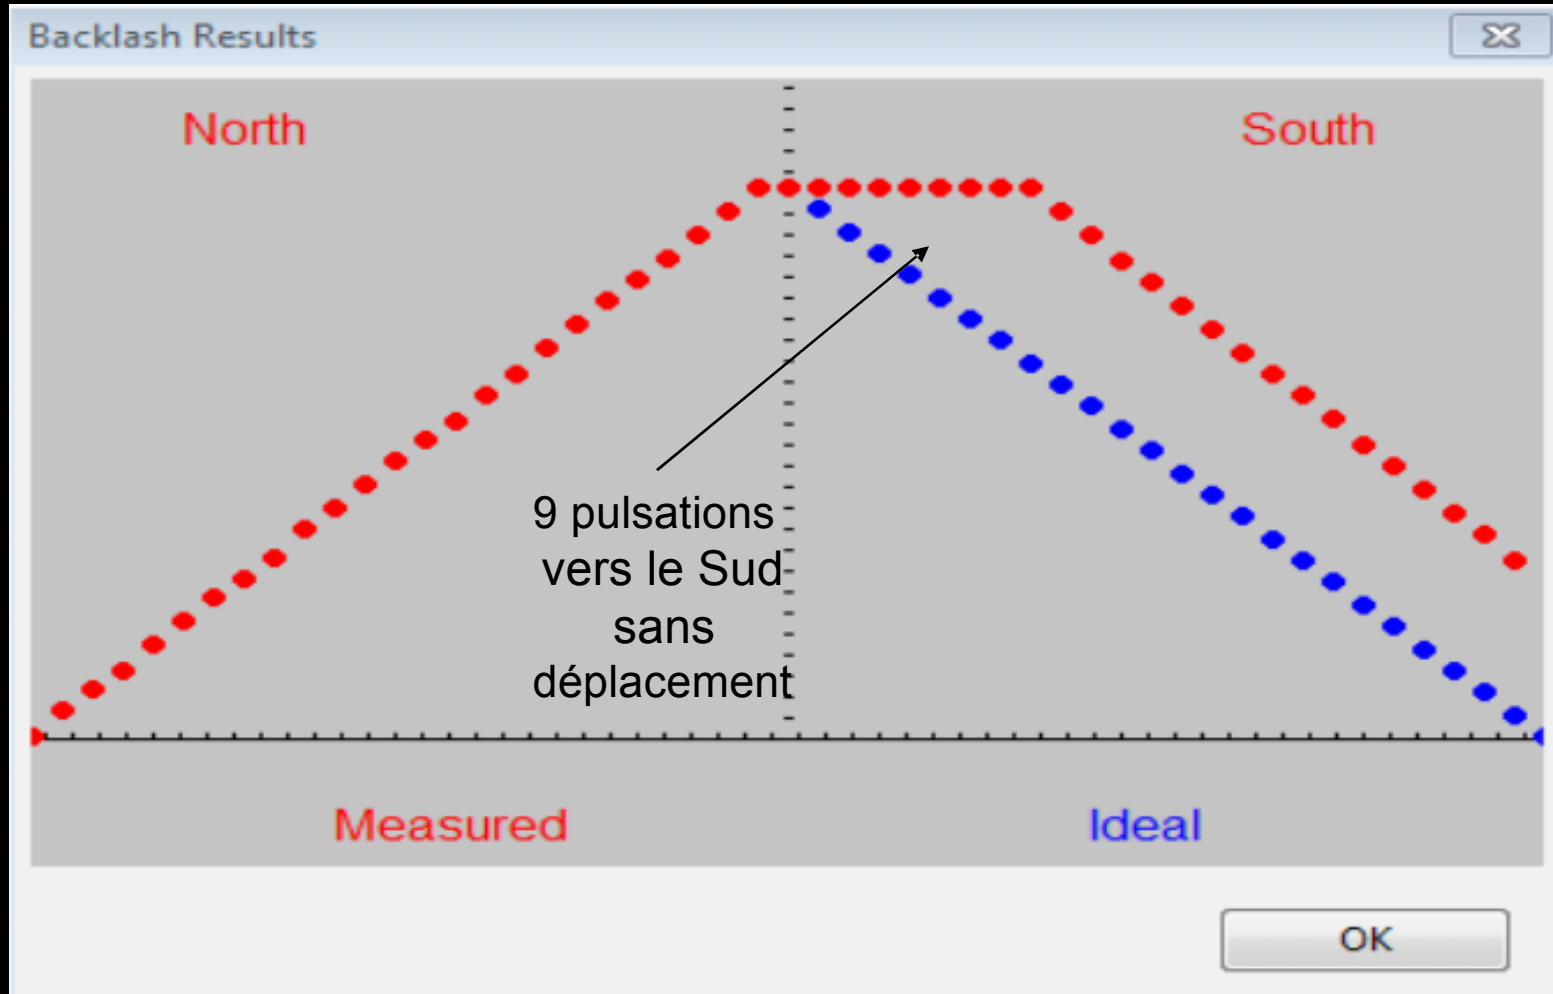 Backlash Results
North
South
9 pulsations
vers le Sud
sans
déplacement
Measured
Ideal
OK